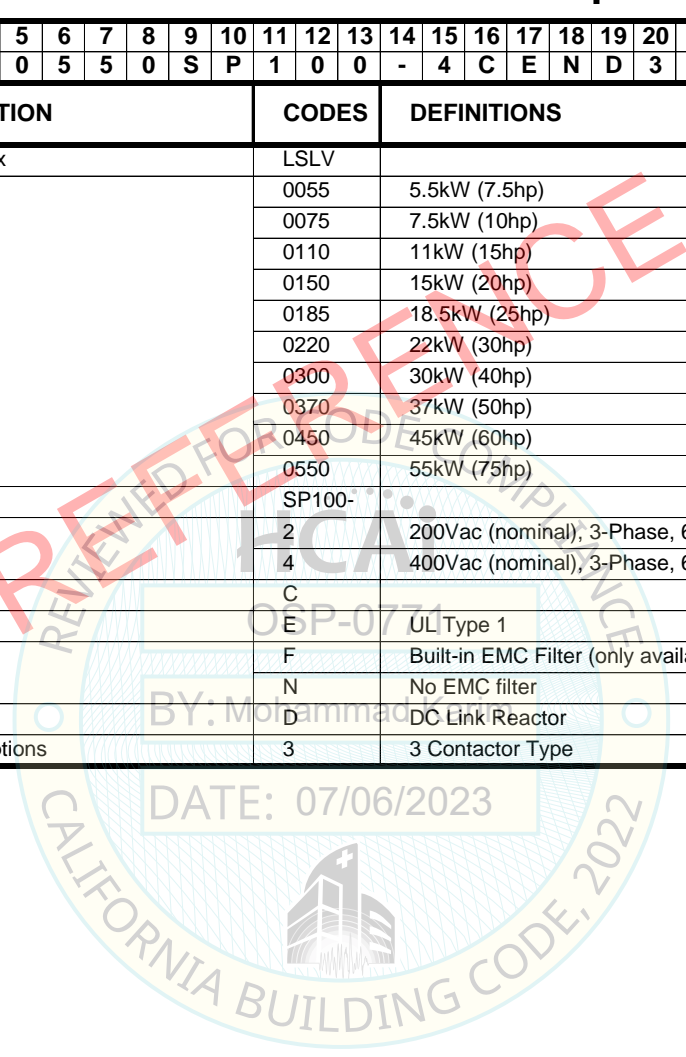 5 6 7 8 9 10 11 12 13 14 15 16 17 18 19 20
0 5 5 0 S P 1 0 0 - 4 C E N D 3
TION CODES DEFINITIONS
x LSLV
0055 5.5kW (7.5hp)
0075 7.5kW (10hp)
0110 11kW (15hp)
0150 15kW (20hp)
0185 18.5kW (25hp)
0220 22kW (30hp)
0300 30kW (40hp)
0370 37kW (50hp)
0450 45kW (60hp)
0550 55kW (75hp)
SP100-
2 200Vac (nominal), 3-Phase, 6
4 400Vac (nominal), 3-Phase, 6
C
E UL Type 1
F Built-in EMC Filter (only availa
N No EMC filter
D DC Link Reactor
otions 3 3 Contactor Type
REFERENCE
REVIEWED FOR CODE COMPLIANCE
HCAi
OSP-0771
BY: Mohammad Karim
DATE: 07/06/2023
CALIFORNIA BUILDING CODE, 2022